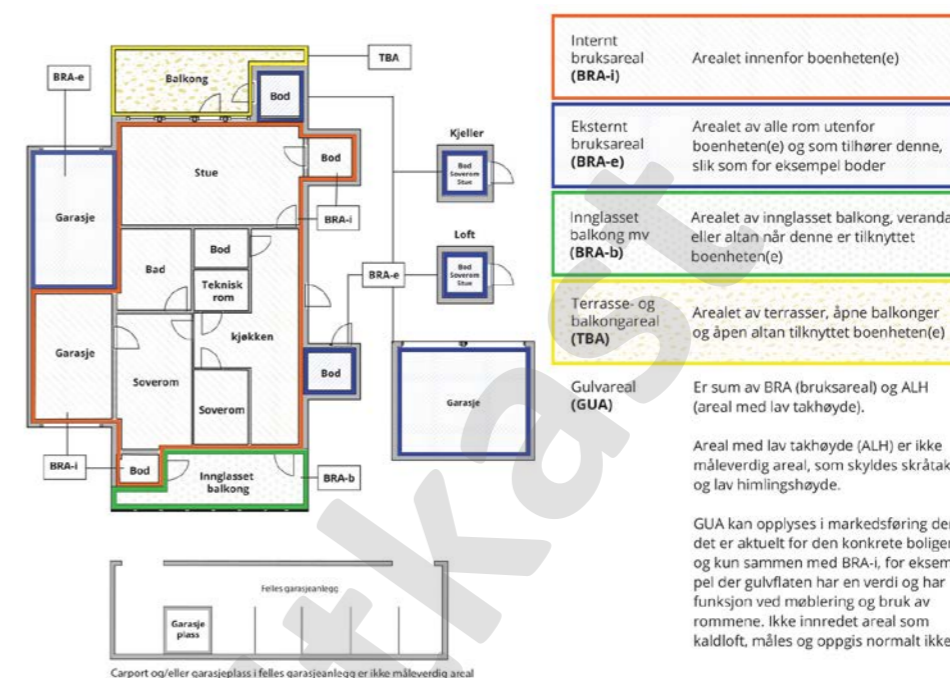 TBA
BRA-e
Balkong
Bod
Kjeller
Bod
Soverom
Stue
Bod
Stue
Garasje
BRA-i
Loft
Bod
Bad
Teknisk
rom
BRA-e
Bod
Soverom
Stue
kjøkken
Garasje
Soverom
Bod
Soverom
Garasje
BRA-i
Bod
Innglasset
balkong
BRA-b
Felles garasjeanlegg
Garasje
plass
Carport og/eller garasjeplass i felles garasjeanlegg er ikke måleverdig areal
Internt
bruksareal
(BRA-i)
Arealet innenfor boenheten(e)
Eksternt
bruksareal
(BRA-e)
Arealet av alle rom utenfor
boenheten(e) og som tilhører denne,
slik som for eksempel boder
Innglasset
balkong mv
(BRA-b)
Arealet av innglasset balkong, veranda
eller altan når denne er tilknyttet
boenheten(e)
Terrasse- og
balkongareal
(TBA)
Arealet av terrasser, åpne balkonger
og åpen altan tilknyttet boenheten(e)
Gulvareal
(GUA)
Er sum av BRA (bruksareal) og ALH
(areal med lav takhøyde).
Areal med lav takhøyde (ALH) er ikke
måleverdig areal, som skyldes skråtak
og lav himlingshøyde.
GUA kan opplyses i markedsføring der
det er aktuelt for den konkrete boligen
og kun sammen med BRA-i, for eksem
pel der gulvflaten har en verdi og har
funksjon ved møblering og bruk av
rommene. Ikke innredet areal som
kaldloft, måles og oppgis normalt ikke
tkast